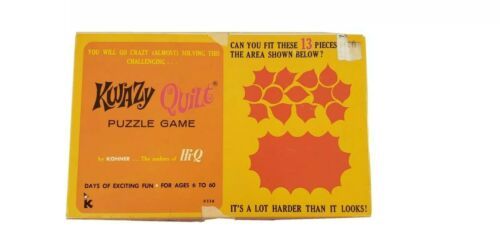 YOU WILL GO CRAZY (ALMOST) SOLVING THIS
CHALLENGING . . .
KWAZY QUILT®
PUZZLE GAME
by KOHNER . . . The makers of Hi-Q
DAYS OF EXCITING FUN • FOR AGES 6 TO 60
K
CAN YOU FIT THESE 13 PIECES
THE AREA SHOWN BELOW?
IT'S A LOT HARDER THAN IT LOOKS!